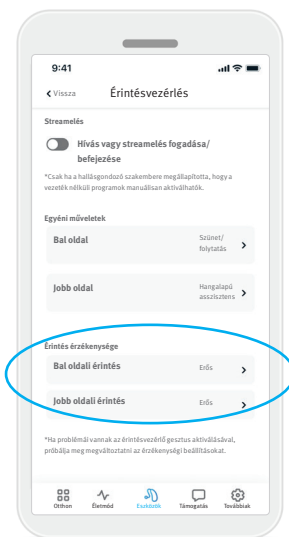 9:41
Vissza
Érintésvezérlés
Streamelés
Hívás vagy streamelés fogadása/
befejezése
*Csak ha a hallásgondozó szakembere megállapította, hogy a
vezeték nélküli programok manuálisan aktiválhatók.
Egyéni műveletek
Bal oldal
Szünet/
folytatás
Jobb oldal
Hangalapú
asszisztens
Érintés érzékenysége
Bal oldali érintés
Erős
Jobb oldali érintés
Erős
*Ha problémái vannak az érintésvezérlő gesztus aktiválásával,
próbálja meg megváltoztatni az érzékenységi beállításokat.
Otthon
Életmód
Eszközök
Támogatás
Továbbiak